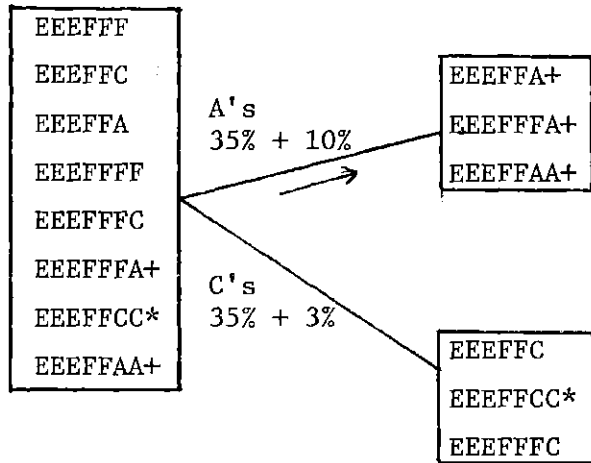 EEEFFF
EEEFFC
EEEFFA
EEEFFFF
EEEFFFC
EEEFFFA+
EEEFFCC*
EEEFFAA+
A's
35% + 10%
C's
35% + 3%
EEEFFA+
EEEFFFA+
EEEFFAA+
EEEFFC
EEEFFCC*
EEEFFFC